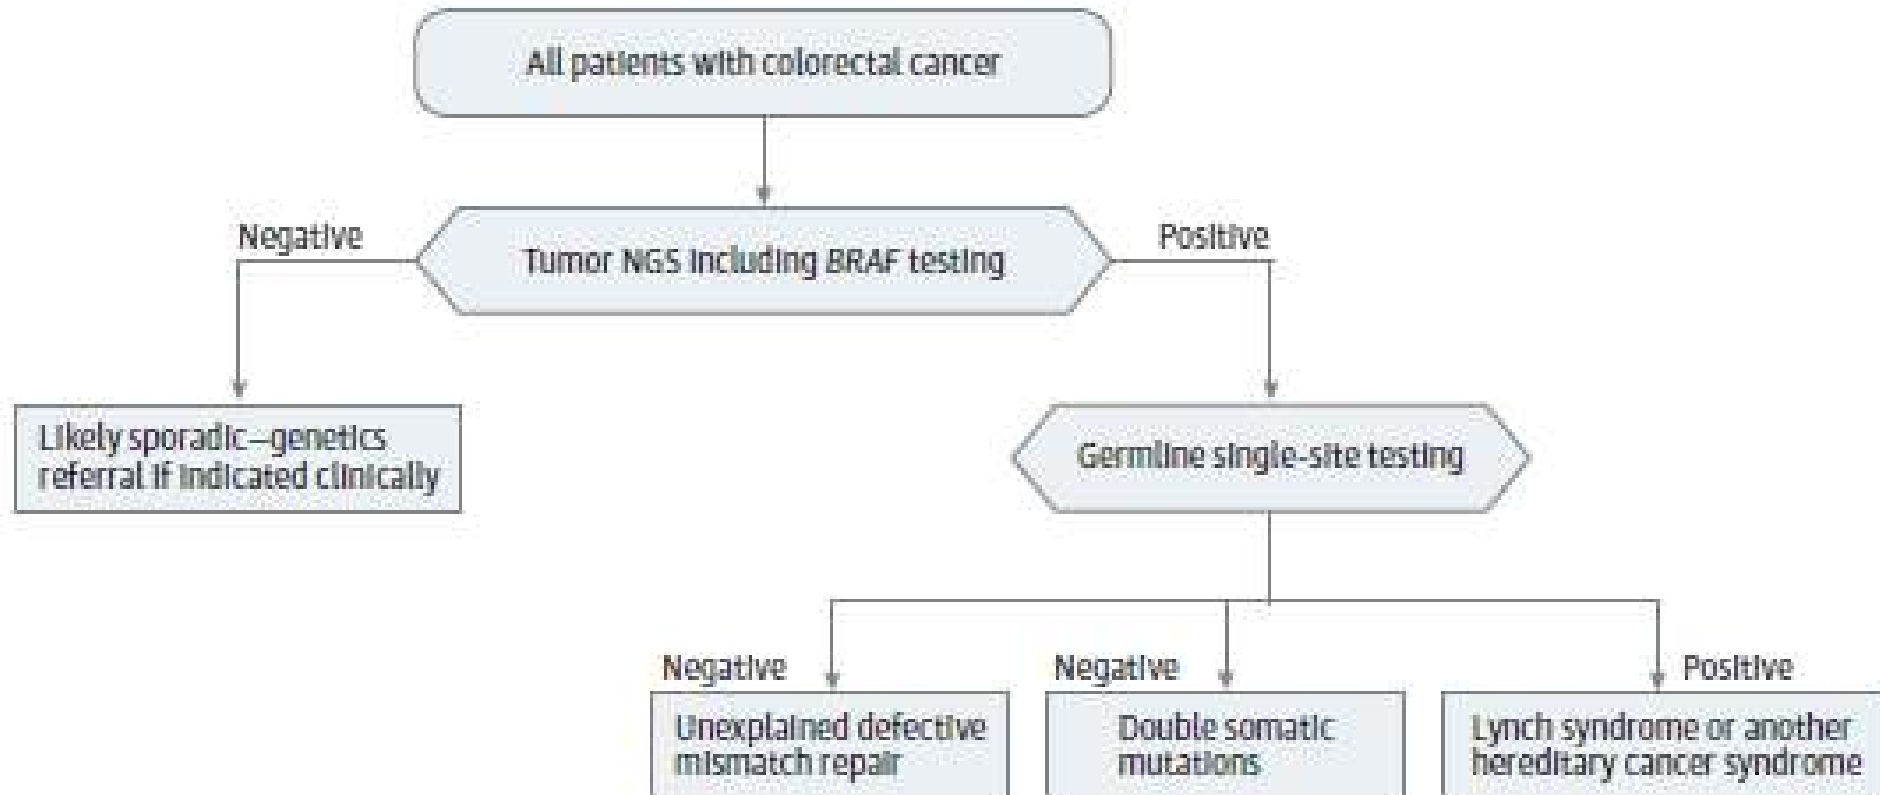 All patients with colorectal cancer
Negative
Tumor NGS including BRAF testing
Positive
Likely sporadic—genetics
referral if indicated clinically
Germline single-site testing
Negative
Negative
Positive
Unexplained defective
mismatch repair
Double somatic
mutations
Lynch syndrome or another
hereditary cancer syndrome